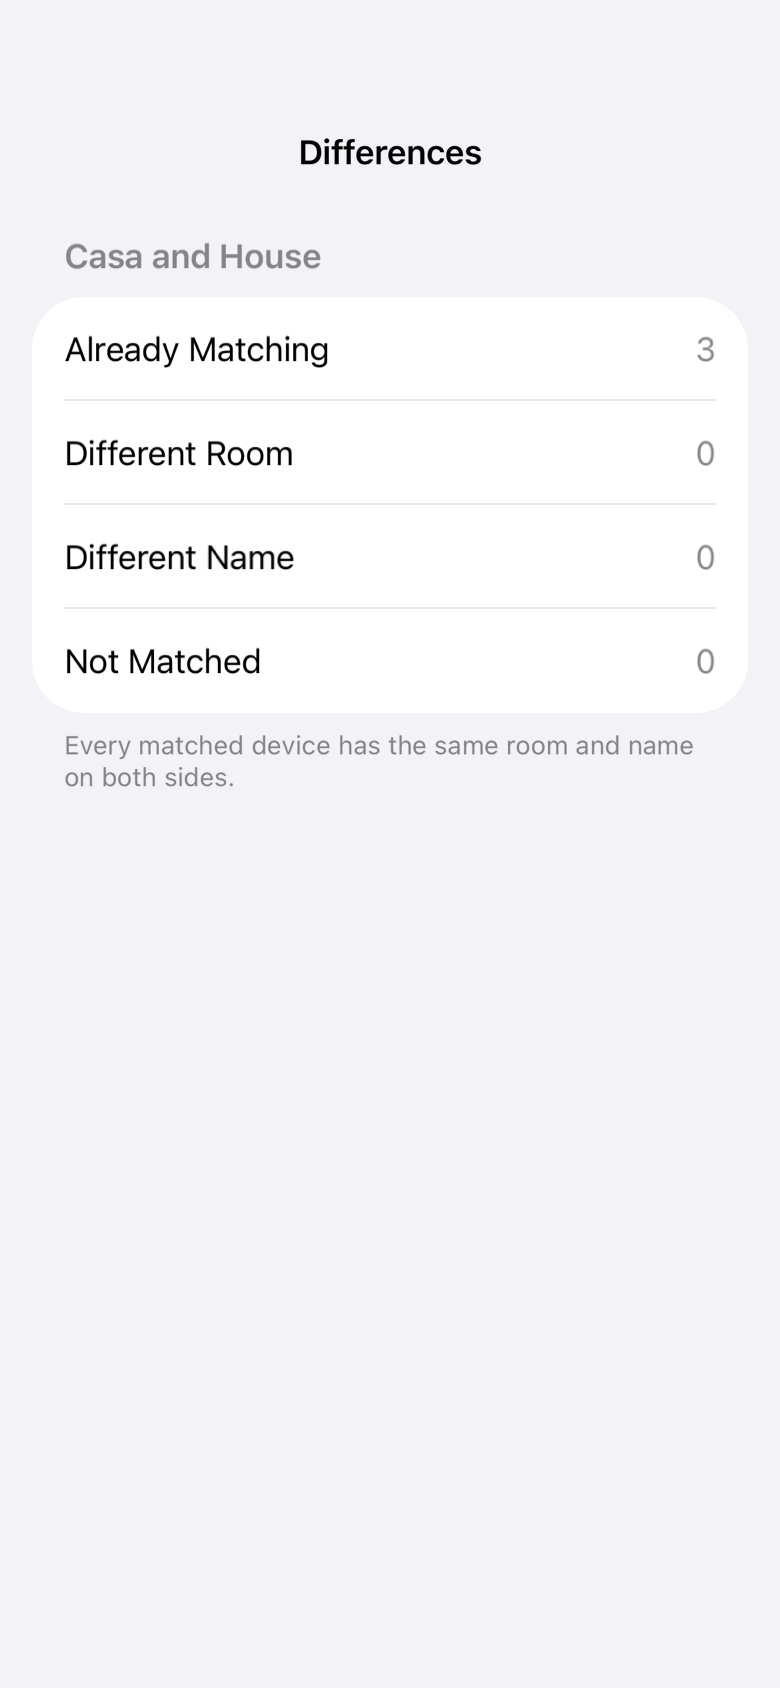 Differences
Casa and House
Already Matching 3
Different Room 0
Different Name 0
Not Matched 0
Every matched device has the same room and name
on both sides.